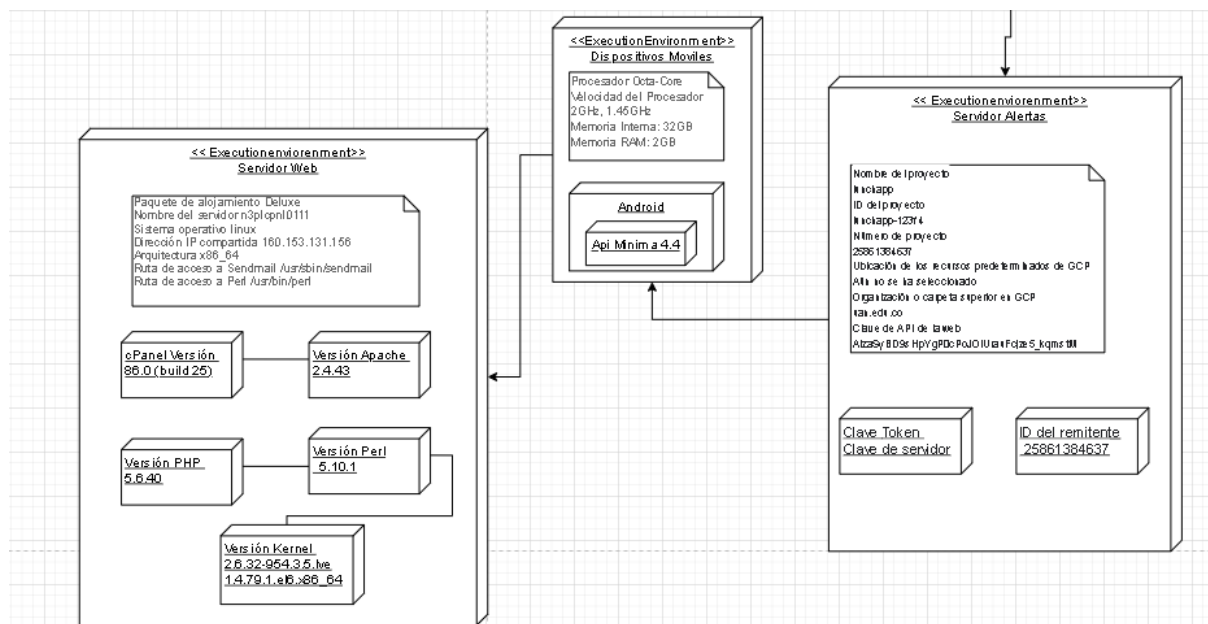 <<ExecutionEnvironment>>
Dispositivos Moviles
Procesador Octa-Core
Velocidad del Procesador
2GHz, 1.45GHz
Memoria Interna: 32GB
Memoria RAM: 2GB
Android
Api Minima 4.4
<< Executionenviorenment>>
Servidor Web
Paquete de alojamiento Deluxe
Nombre del servidor n3plcpnl0111
Sistema operativo linux
Dirección IP compartida 160.153.131.156
Arquitectura x86_64
Ruta de acceso a Sendmail /usr/sbin/sendmail
Ruta de acceso a Perl /usr/bin/perl
cPanel Versión
86.0 (build 25)
Versión Apache
2.4.43
Versión PHP
5.6.40
Versión Perl
5.10.1
Versión Kernel
2.6.32-954.3.5.lve
1.4.79.1.el6.x86_64
<< Executionenviorenment>>
Servidor Alertas
Nombre del proyecto
ID del proyecto
Número de proyecto
25861384637
Ubicación de los recursos predeterminados de GCP
Aún no se ha seleccionado
Organización o carpeta superior en GCP
uan.edu.co
Clave de API de la web
Clave Token
Clave de servidor
ID del remitente
25861384637